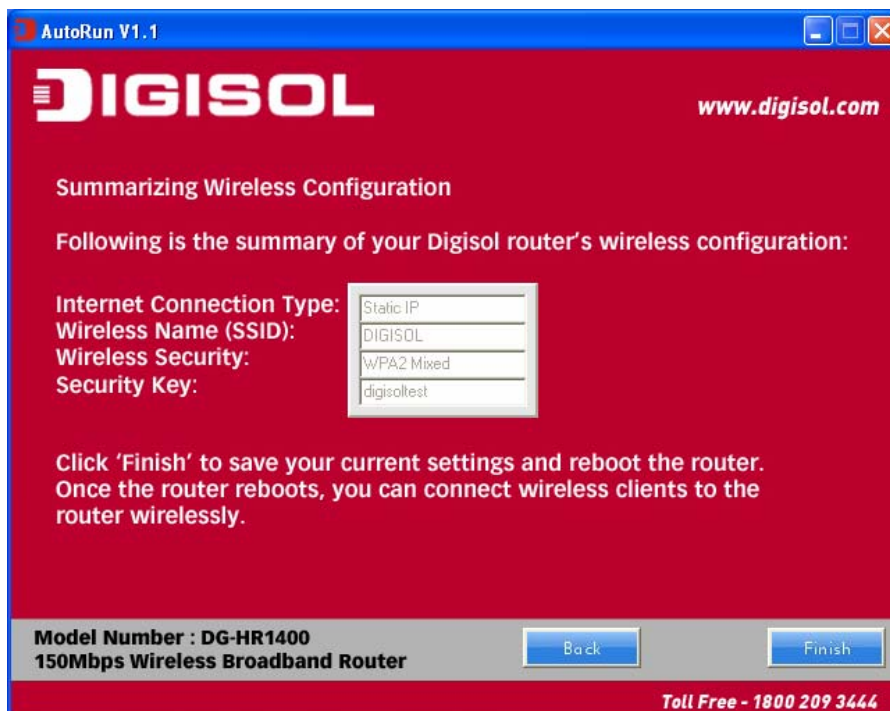 AutoRun V1.1
DIGISOL
www.digisol.com
Summarizing Wireless Configuration
Following is the summary of your Digisol router's wireless configuration:
Internet Connection Type: Static IP
Wireless Name (SSID): DIGISOL
Wireless Security: WPA2 Mixed
Security Key: digisoltest
Click 'Finish' to save your current settings and reboot the router.
Once the router reboots, you can connect wireless clients to the
router wirelessly.
Model Number : DG-HR1400
150Mbps Wireless Broadband Router
Back
Finish
Toll Free - 1800 209 3444